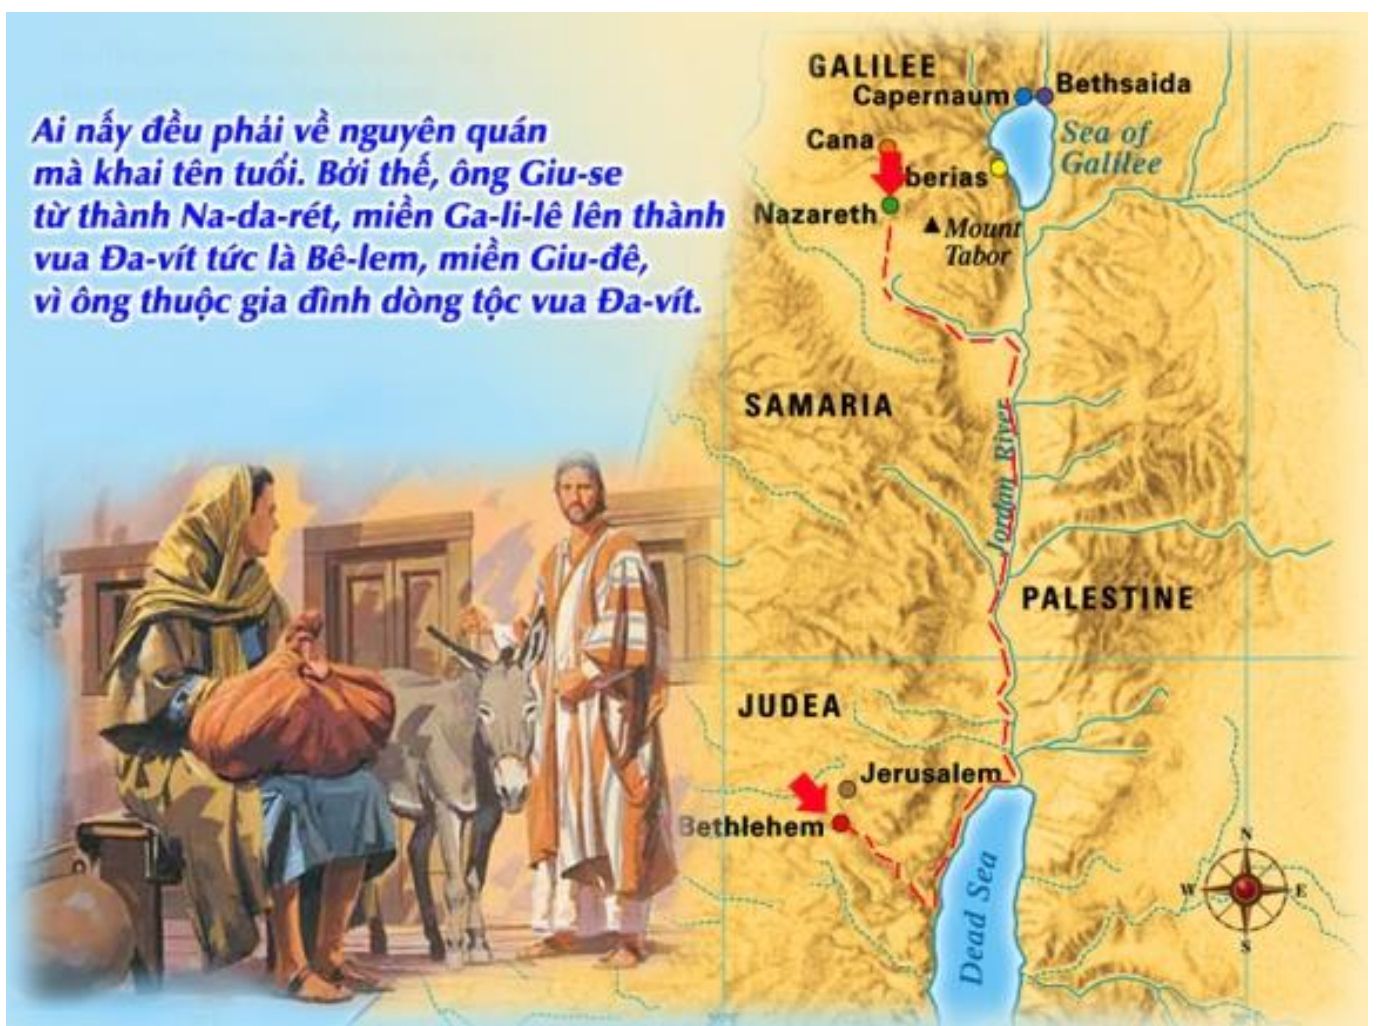 Ai nấy đều phải về nguyên quán
mà khai tên tuổi. Bởi thế, ông Giu-se
từ thành Na-da-rét, miền Ga-li-lê lên thành
vua Đa-vít tức là Bê-lem, miền Giu-đê,
vì ông thuộc gia đình dòng tộc vua Đa-vít.
GALILEE
Capernaum
Bethsaida
Cana
Sea of
Galilee
berias
Nazareth
Mount
Tabor
SAMARIA
Jordan River
PALESTINE
JUDEA
Jerusalem
Bethlehem
Dead Sea
N
W E
S